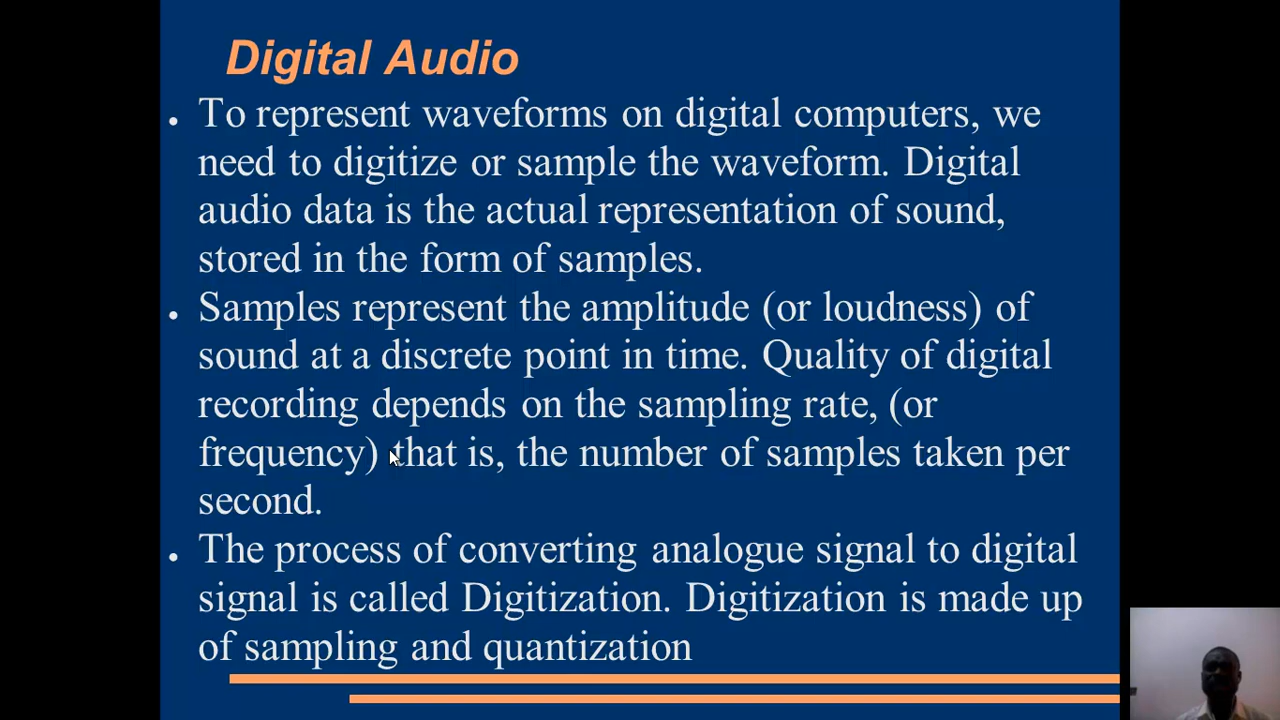 Digital Audio
● To represent waveforms on digital computers, we
need to digitize or sample the waveform. Digital
audio data is the actual representation of sound,
stored in the form of samples.
● Samples represent the amplitude (or loudness) of
sound at a discrete point in time. Quality of digital
recording depends on the sampling rate, (or
frequency) that is, the number of samples taken per
second.
● The process of converting analogue signal to digital
signal is called Digitization. Digitization is made up
of sampling and quantization